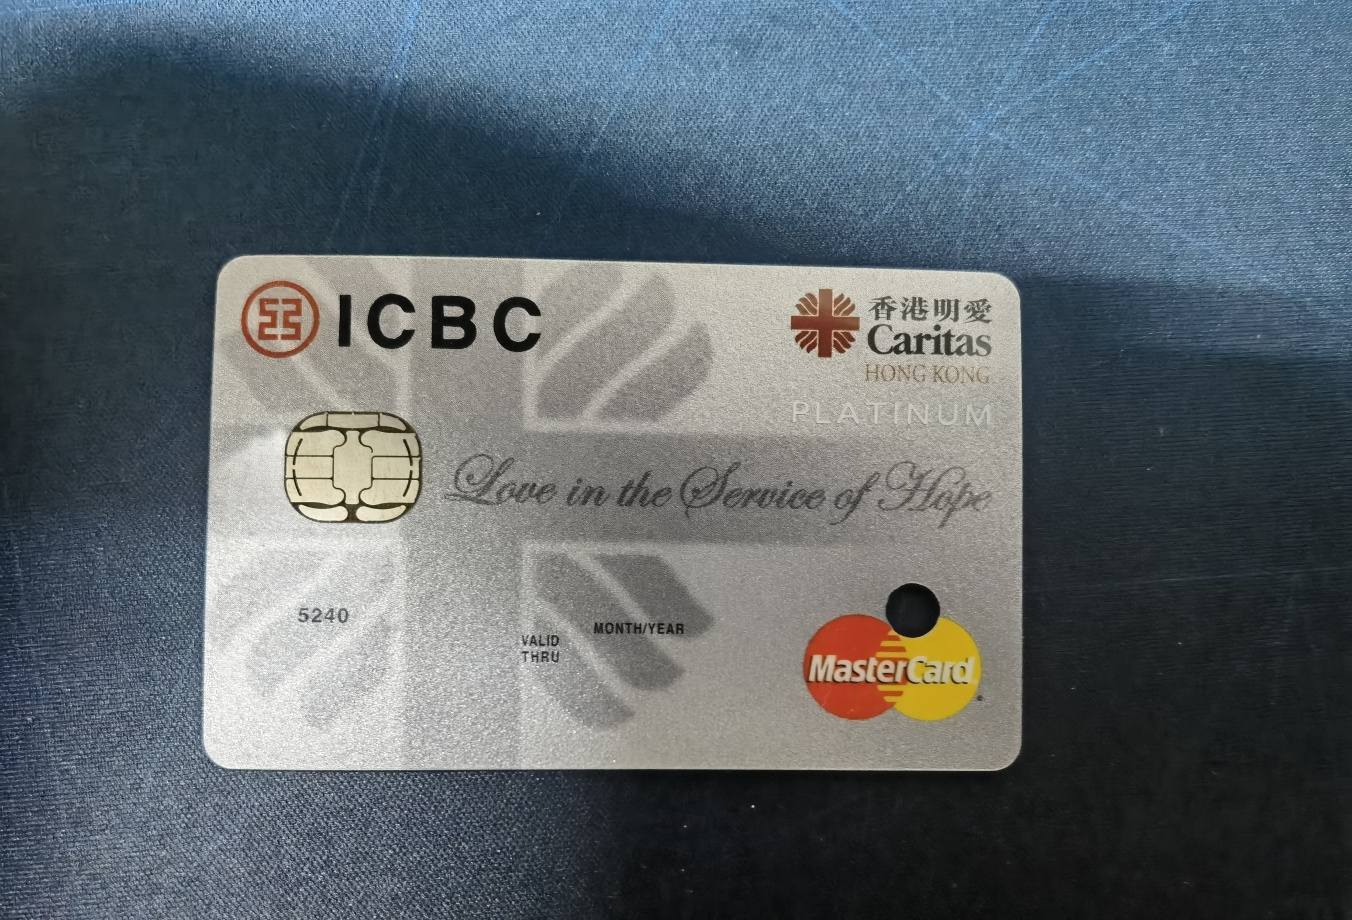 ICBC
香港明愛
Caritas
HONG KONG
PLATINUM
Love in the Service of Hope
5240
MONTH/YEAR
VALID
THRU
MasterCard